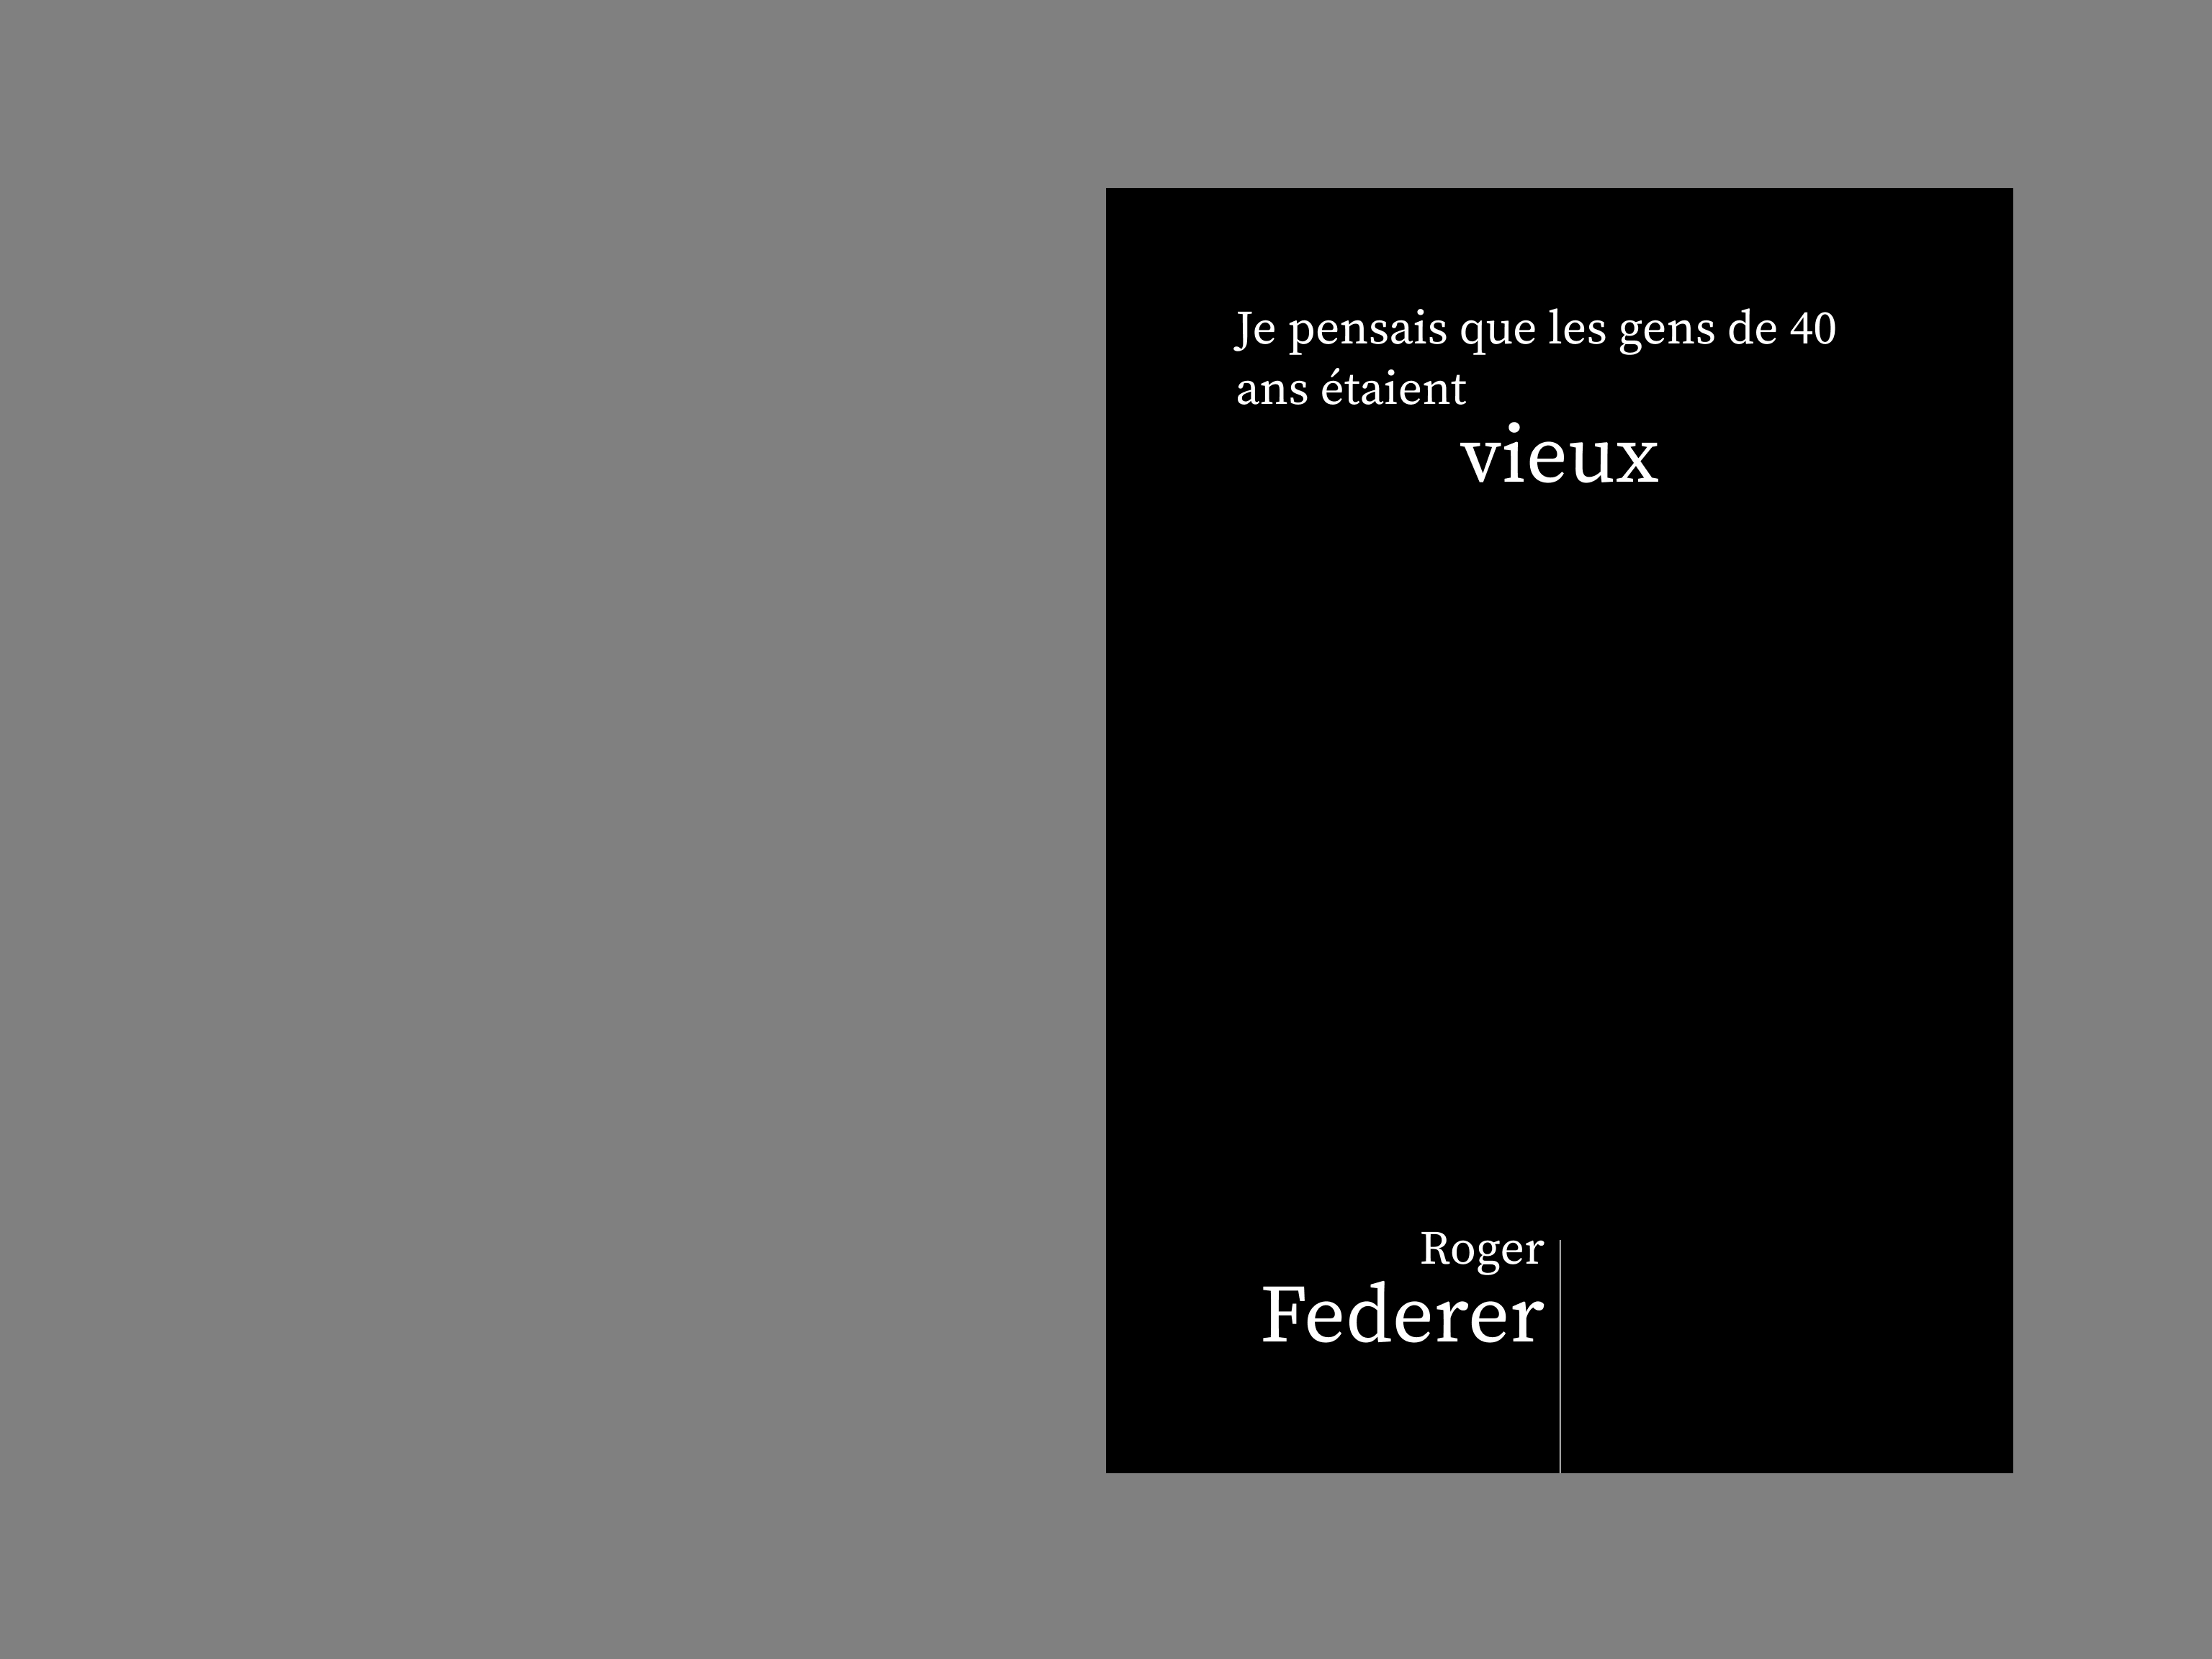 Je pensais que les gens de 40
ans étaient
vieux
Roger
Federer